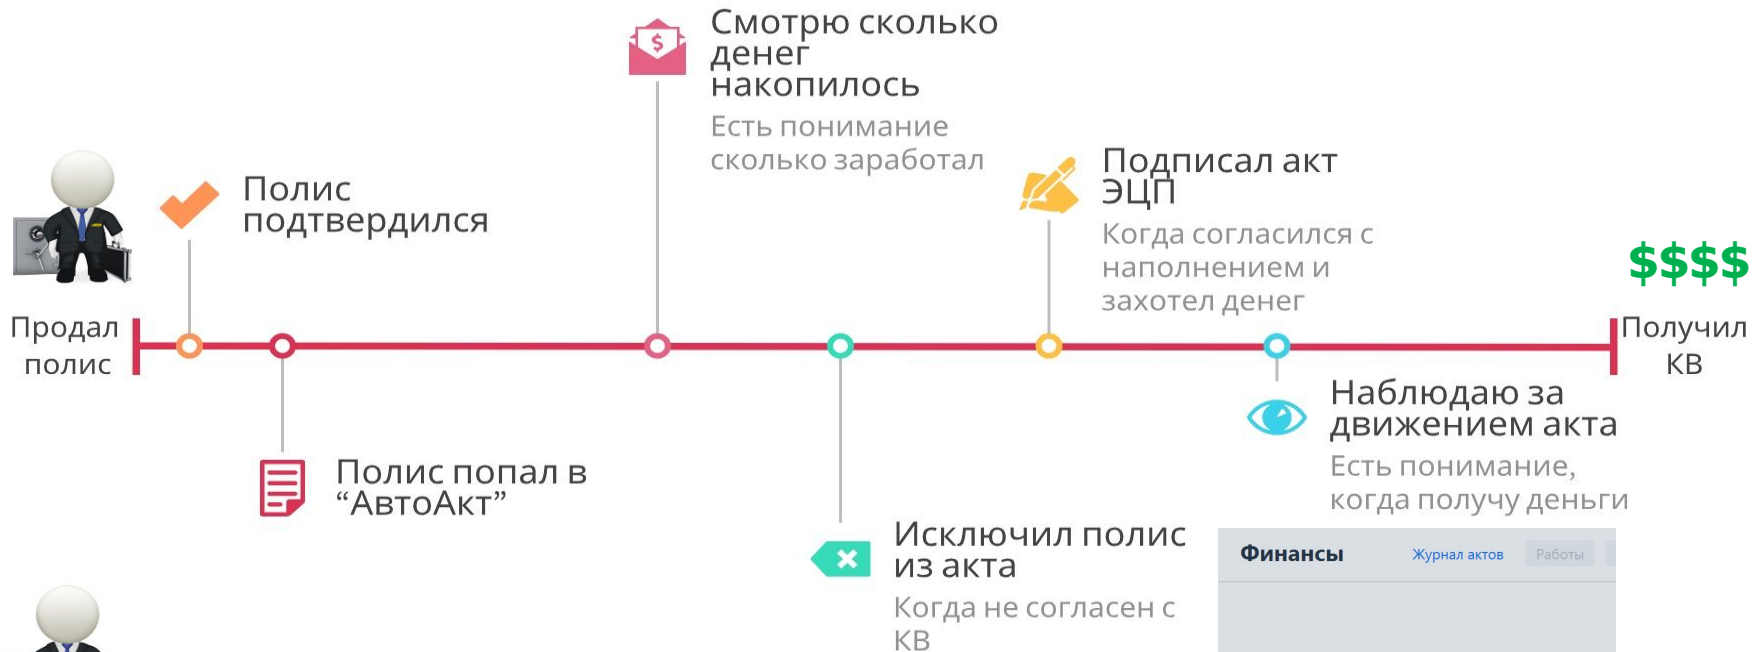 Смотрю сколько
денег
накопилось
Есть понимание
сколько заработал
Полис
подтвердился
Подписал акт
ЭЦП
Когда согласился с
наполнением и
захотел денег
$$$$
Продал
полис
Получил
КВ
Полис попал в
“АвтоАкт”
Наблюдаю за
движением акта
Есть понимание,
когда получу деньги
Исключил полис
из акта
Когда не согласен с
КВ
Финансы Журнал актов Работы